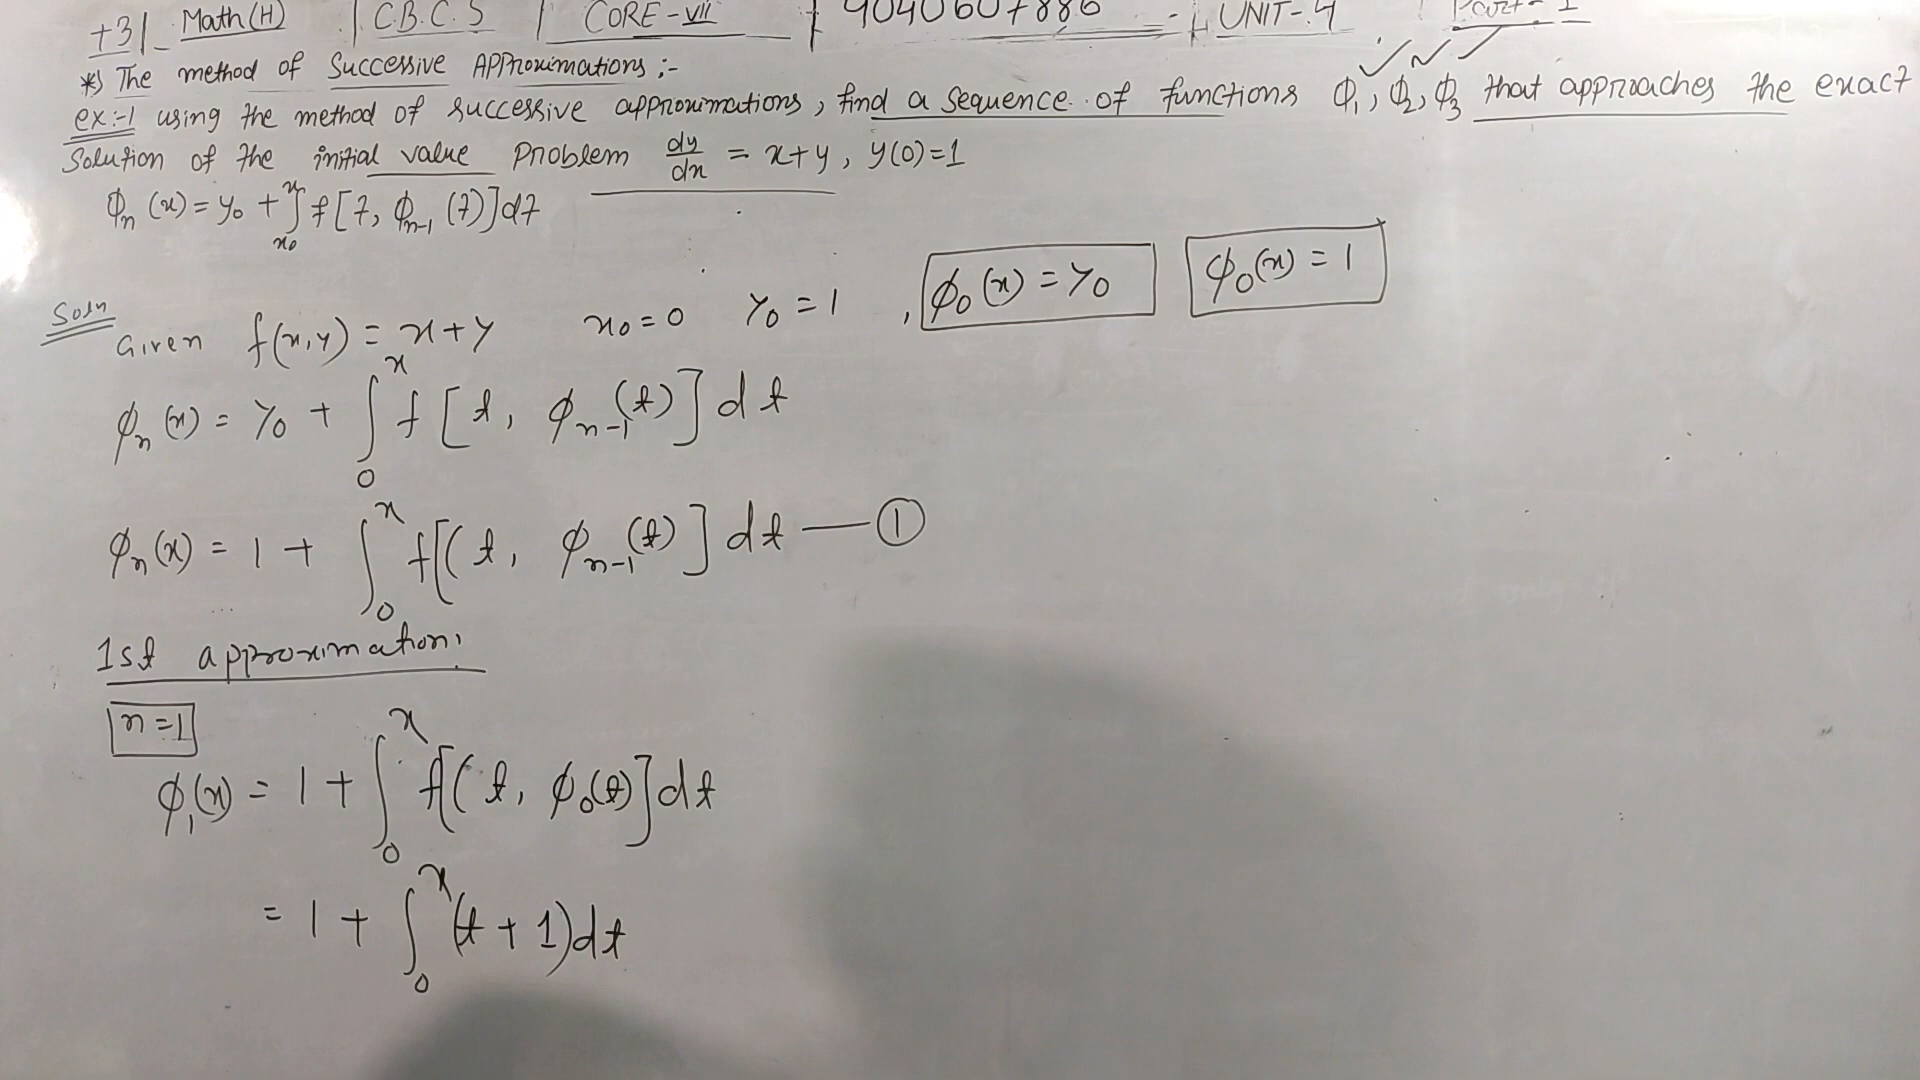 +3 | Math(H) | C.B.C.S | CORE-VII | 9040607886 | UNIT-4 | Part-1
*) The method of Successive Approximations :-
ex:-1 using the method of successive approximations, find a sequence of functions ϕ₁, ϕ₂, ϕ₃ that approaches the exact
Solution of the initial value problem dy/dx = x+y, y(0)=1
ϕₙ(x) = y₀ + ∫_{x₀}^{x} f[t, ϕₙ₋₁(t)]dt
Soln
Given f(x,y) = x+y x₀=0 y₀=1 , ϕ₀(x)=y₀ ϕ₀(x)=1
ϕₙ(x) = y₀ + ∫_{0}^{x} f[t, ϕₙ₋₁(t)]dt
ϕₙ(x) = 1 + ∫_{0}^{x} f[(t, ϕₙ₋₁(t)]dt — ①
1st approximation.
n=1
ϕ₁(x) = 1 + ∫_{0}^{x} f[(t, ϕ₀(t)]dt
= 1 + ∫_{0}^{x} (t+1)dt